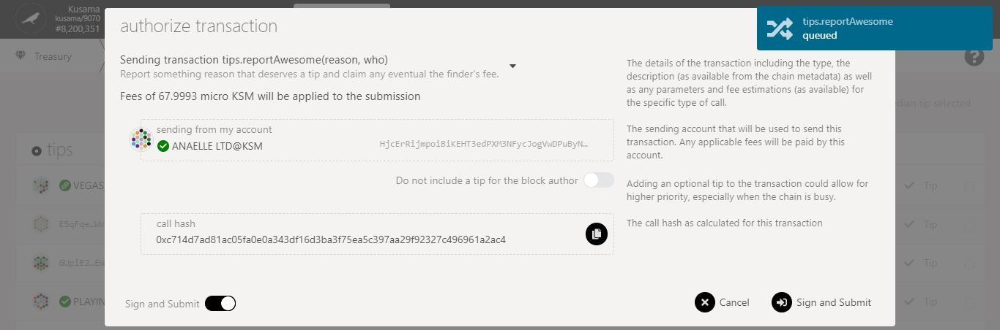 Kusama
kusama/9070
#8,200,351
Treasury
authorize transaction
tips.reportAwesome
queued
Sending transaction tips.reportAwesome(reason, who)
Report something reason that deserves a tip and claim any eventual the finder's fee.
Fees of 67.9993 micro KSM will be applied to the submission
The details of the transaction including the type, the
description (as available from the chain metadata) as well
as any parameters and fee estimations (as available) for
the specific type of call.
dian tip selected
sending from my account
ANAELLE LTD@KSM
HjcErRijmpoiBiKEHT3edPXM3NFycJogVwDPuByN…
The sending account that will be used to send this
transaction. Any applicable fees will be paid by this
account.
tips
Do not include a tip for the block author
Adding an optional tip to the transaction could allow for
higher priority, especially when the chain is busy.
VEGAS
Tip
call hash
0xc714d7ad81ac05fa0e0a343df16d3ba3f75ea5c397aa29f92327c496961a2ac4
The call hash as calculated for this transaction
E5qFqe…
Tip
GUpiE2…
Tip
PLAYIN
Tip
Sign and Submit
Cancel
Sign and Submit